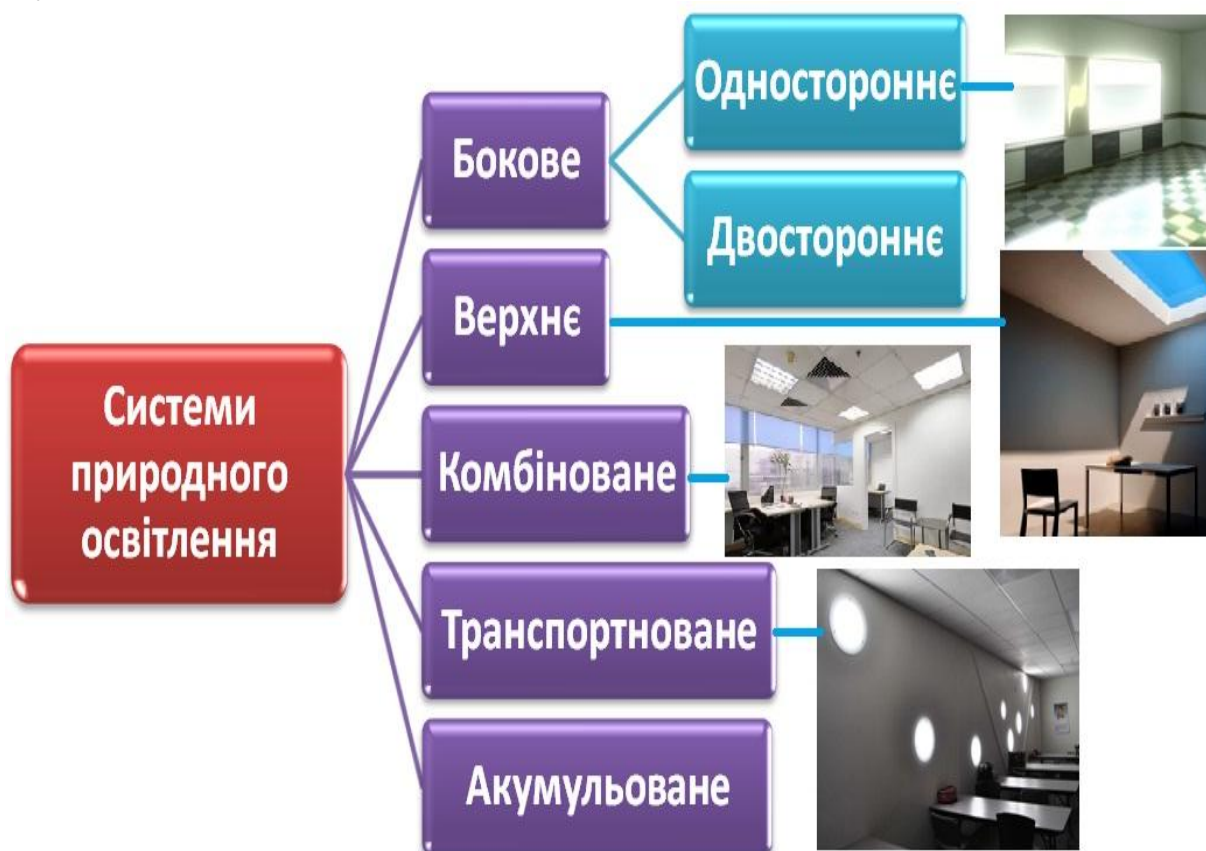 Системи
природного
освітлення
Бокове
Одностороннє
Двостороннє
Верхнє
Комбіноване
Транспортноване
Акумульоване